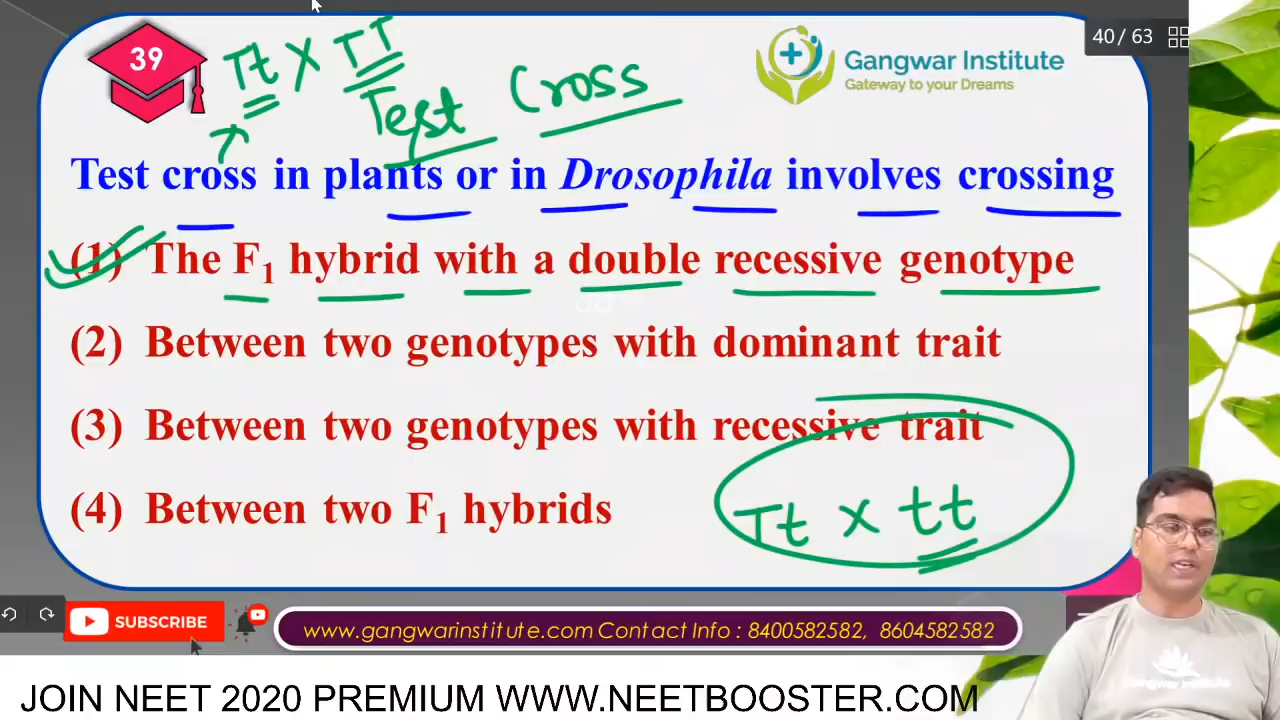 39
Tt X TT
Test Cross
40 / 63
Gangwar Institute
Gateway to your Dreams
Test cross in plants or in Drosophila involves crossing
(1) The F1 hybrid with a double recessive genotype
(2) Between two genotypes with dominant trait
(3) Between two genotypes with recessive trait
(4) Between two F1 hybrids
Tt X tt
SUBSCRIBE
www.gangwarinstitute.com Contact Info : 8400582582, 8604582582
JOIN NEET 2020 PREMIUM WWW.NEETBOOSTER.COM